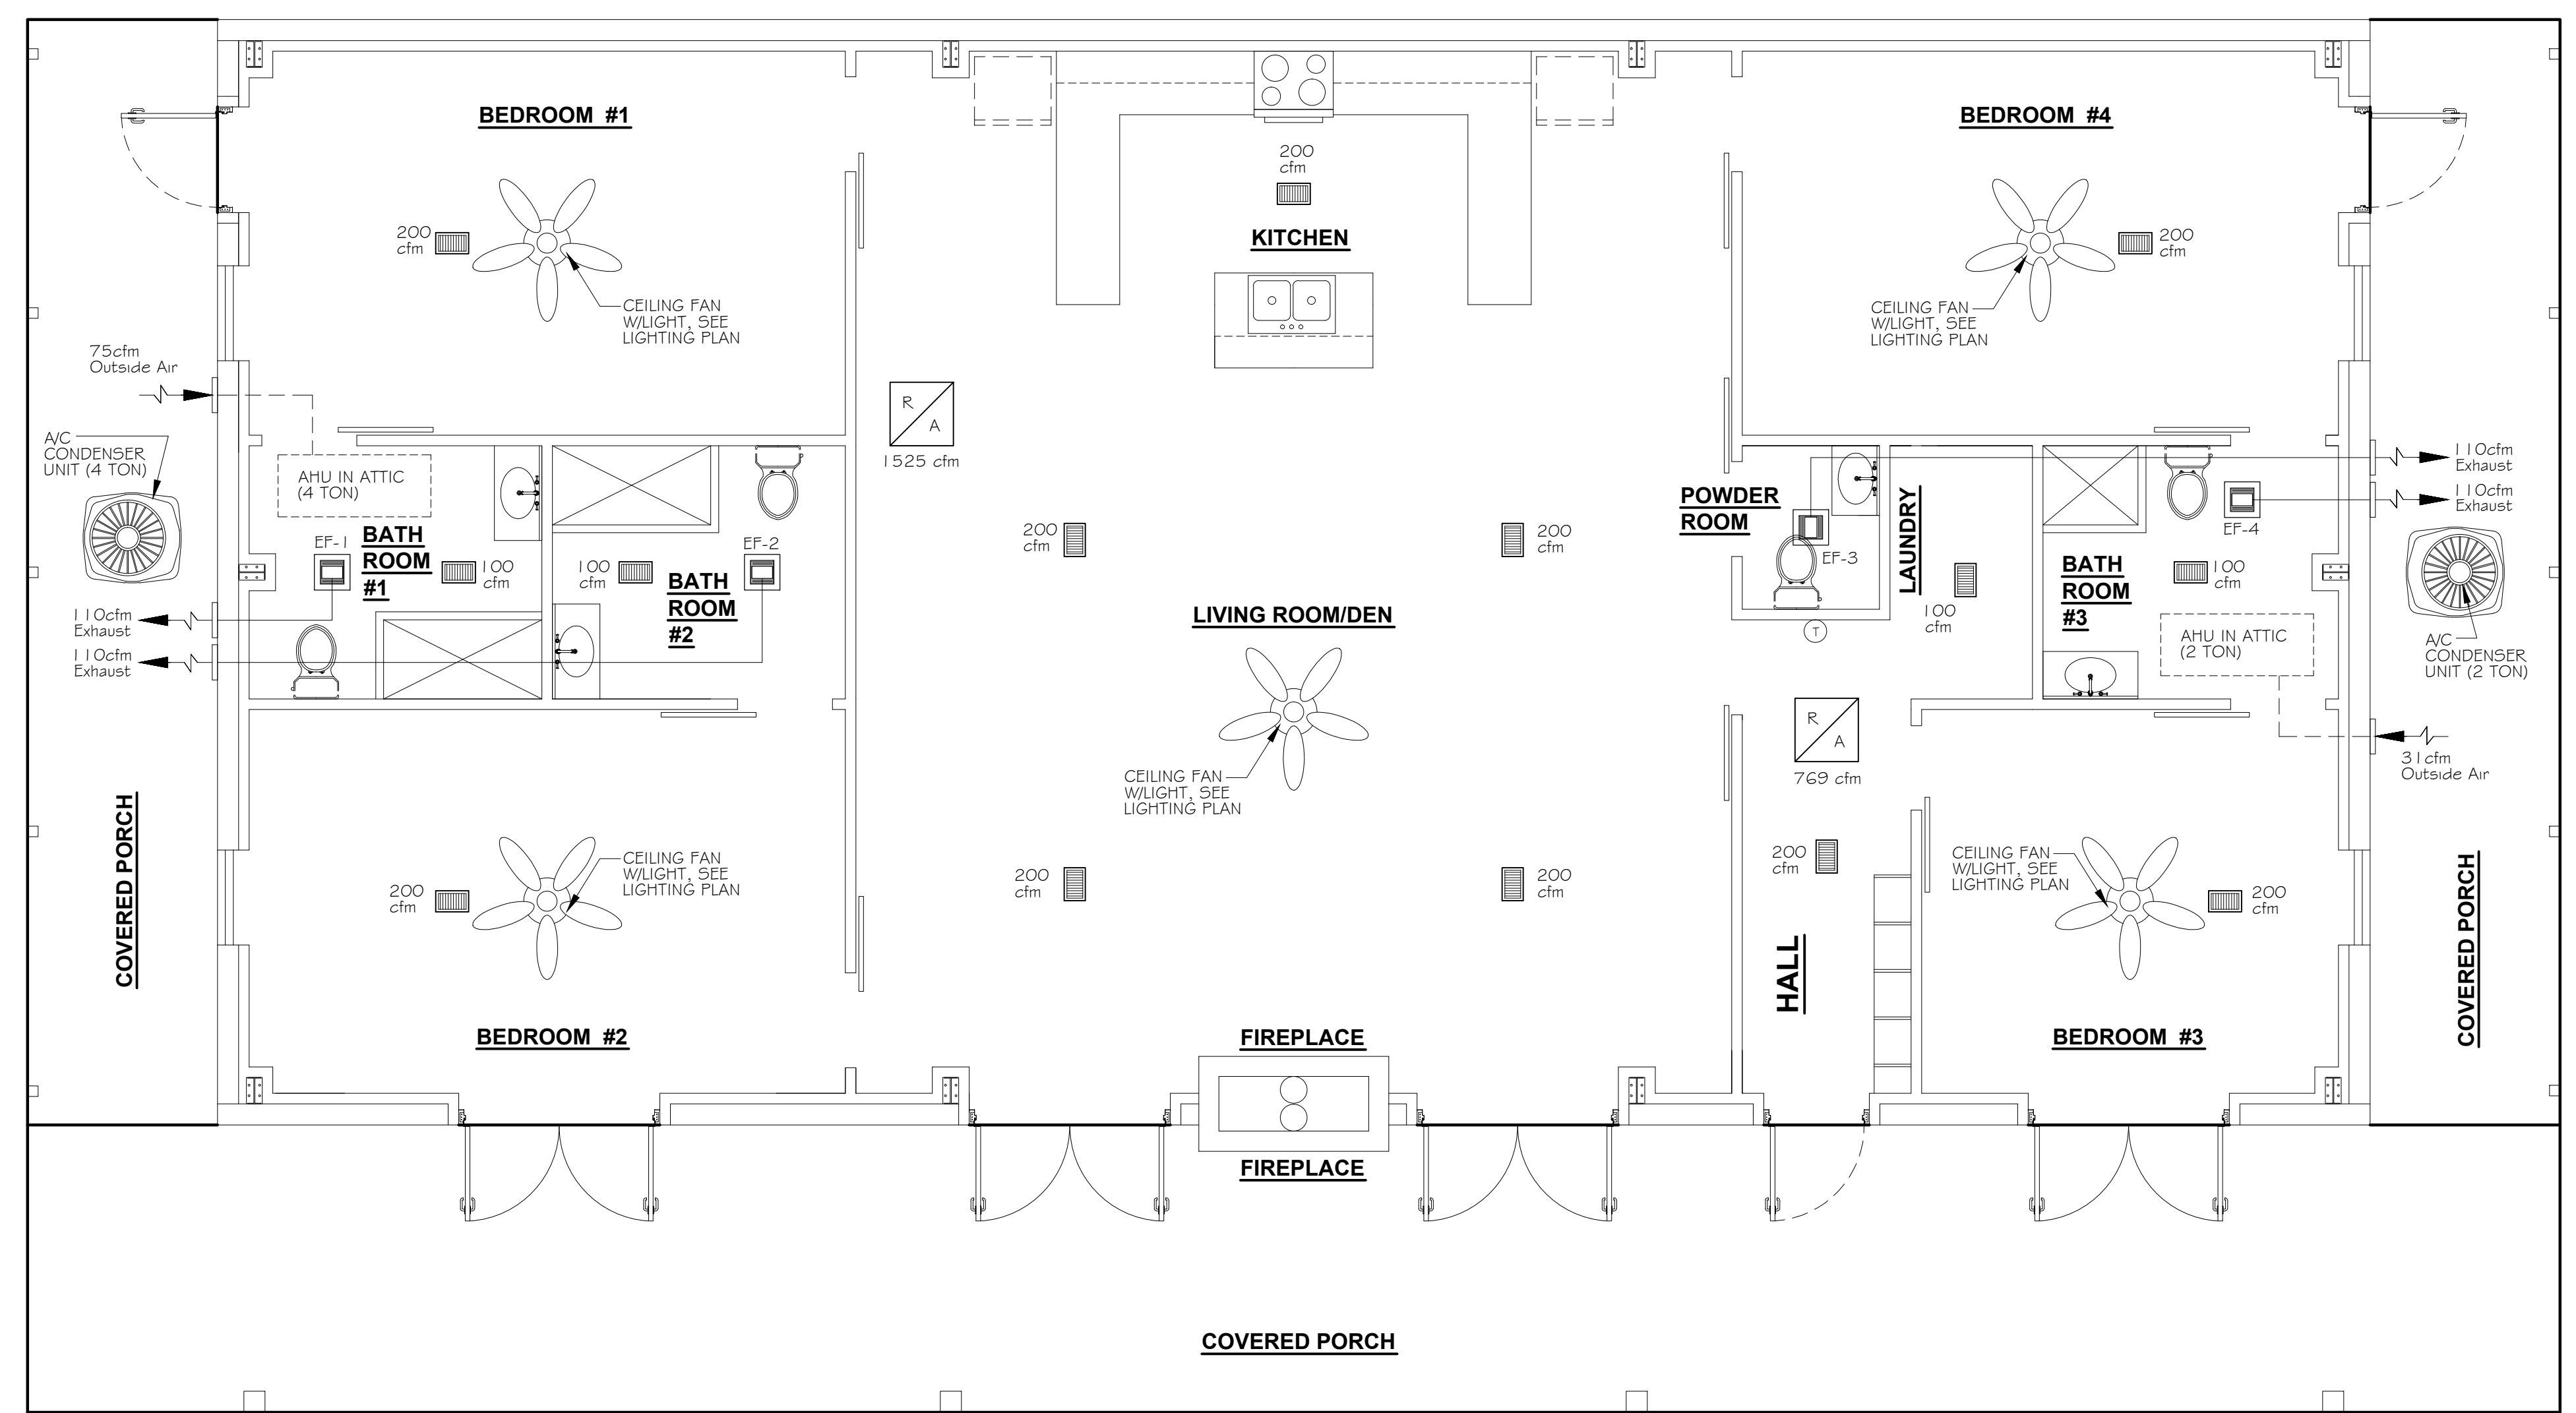 BEDROOM #1
BEDROOM #4
200
cfm
KITCHEN
200
cfm
200
cfm
CEILING FAN
W/LIGHT, SEE
LIGHTING PLAN
CEILING FAN
W/LIGHT, SEE
LIGHTING PLAN
75cfm
Outside Air
R
A
1525 cfm
A/C
CONDENSER
UNIT (4 TON)
AHU IN ATTIC
(4 TON)
EF-1
BATH
ROOM
#1
100
cfm
100
cfm
EF-2
BATH
ROOM
#2
110cfm
Exhaust
110cfm
Exhaust
200
cfm
200
cfm
LIVING ROOM/DEN
POWDER
ROOM
EF-3
LAUNDRY
100
cfm
T
EF-4
BATH
ROOM
#3
100
cfm
AHU IN ATTIC
(2 TON)
110cfm
Exhaust
110cfm
Exhaust
A/C
CONDENSER
UNIT (2 TON)
R
A
769 cfm
31cfm
Outside Air
CEILING FAN
W/LIGHT, SEE
LIGHTING PLAN
COVERED PORCH
200
cfm
CEILING FAN
W/LIGHT, SEE
LIGHTING PLAN
200
cfm
200
cfm
200
cfm
CEILING FAN
W/LIGHT, SEE
LIGHTING PLAN
200
cfm
COVERED PORCH
HALL
BEDROOM #2
FIREPLACE
BEDROOM #3
FIREPLACE
COVERED PORCH